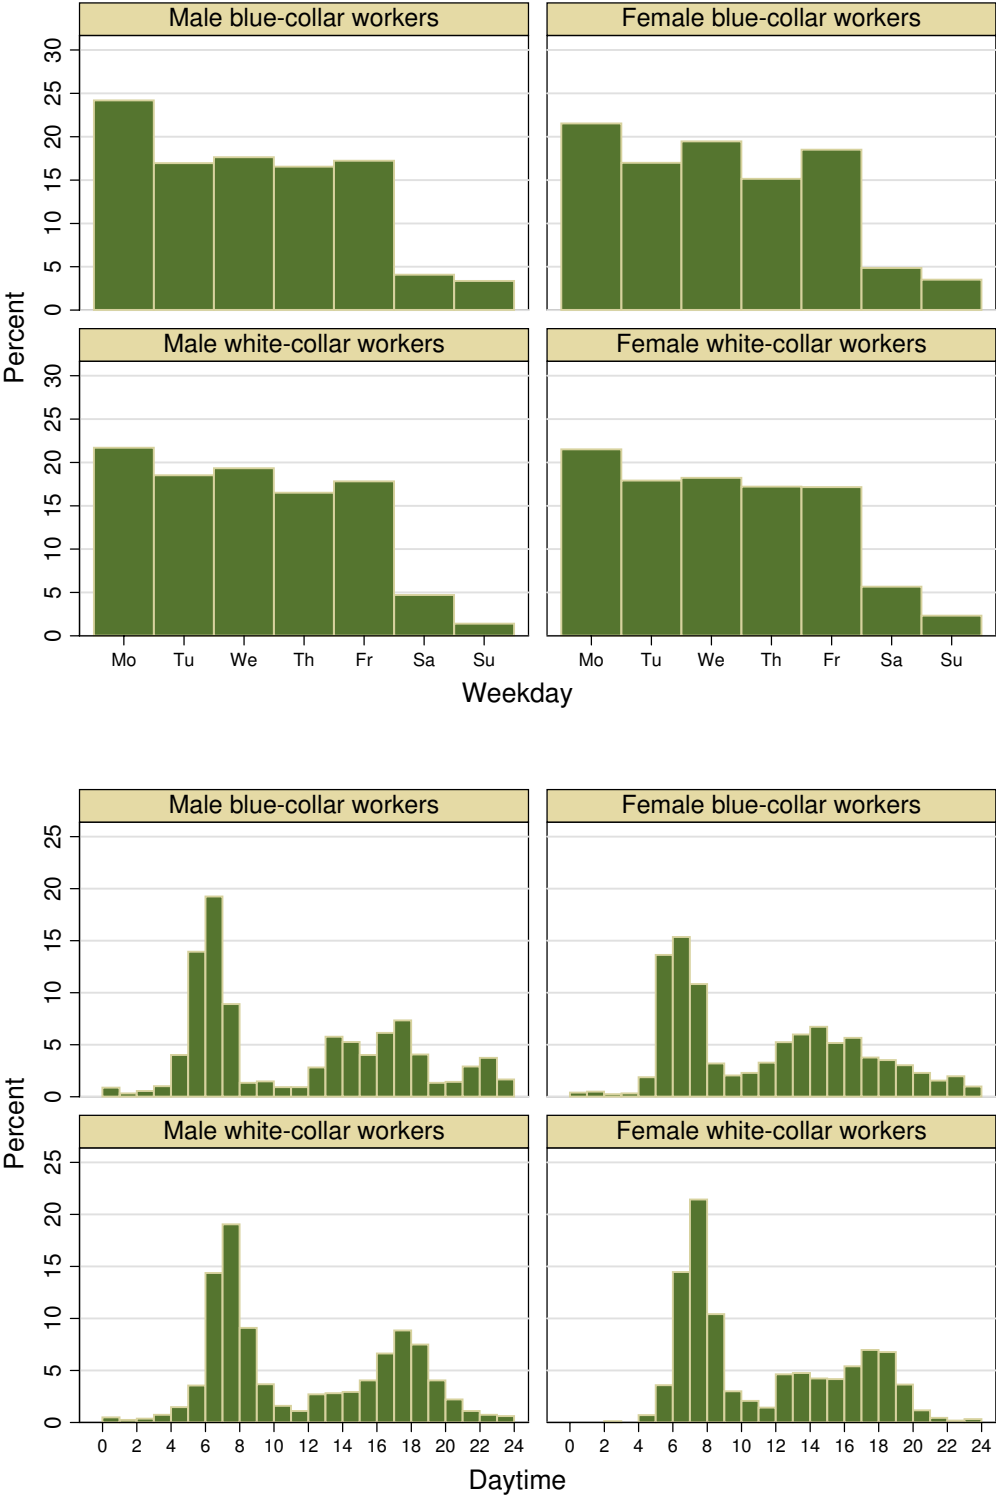 Male blue-collar workers
Female blue-collar workers
30
25
20
15
10
5
0
Percent
Male white-collar workers
Female white-collar workers
30
25
20
15
10
5
0
Mo Tu We Th Fr Sa Su
Mo Tu We Th Fr Sa Su
Weekday
Male blue-collar workers
Female blue-collar workers
25
20
15
10
5
0
Percent
Male white-collar workers
Female white-collar workers
25
20
15
10
5
0
0 2 4 6 8 10 12 14 16 18 20 22 24
0 2 4 6 8 10 12 14 16 18 20 22 24
Daytime